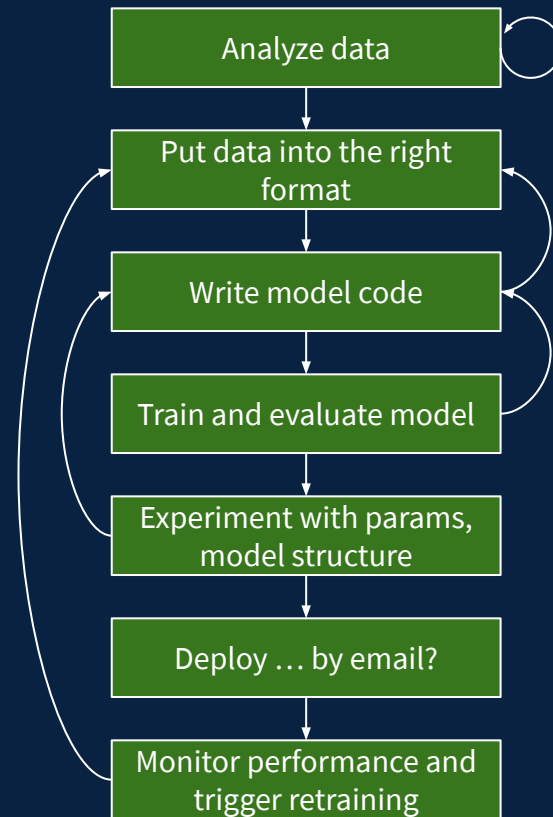 Analyze data
Put data into the right
format
Write model code
Train and evaluate model
Experiment with params,
model structure
Deploy … by email?
Monitor performance and
trigger retraining